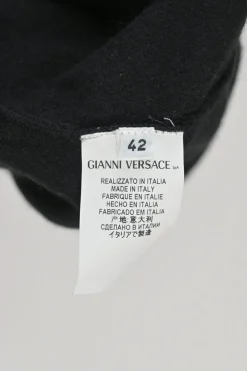 42
GIANNI VERSACE S.p.A.
REALIZZATO IN ITALIA
MADE IN ITALY
FABRIQUE EN ITALIE
HECHO EN ITALIA
FABRICADO EM ITALIA
产地 意大利
СДЕЛАНО В ИТАЛИИ
イタリアで製造